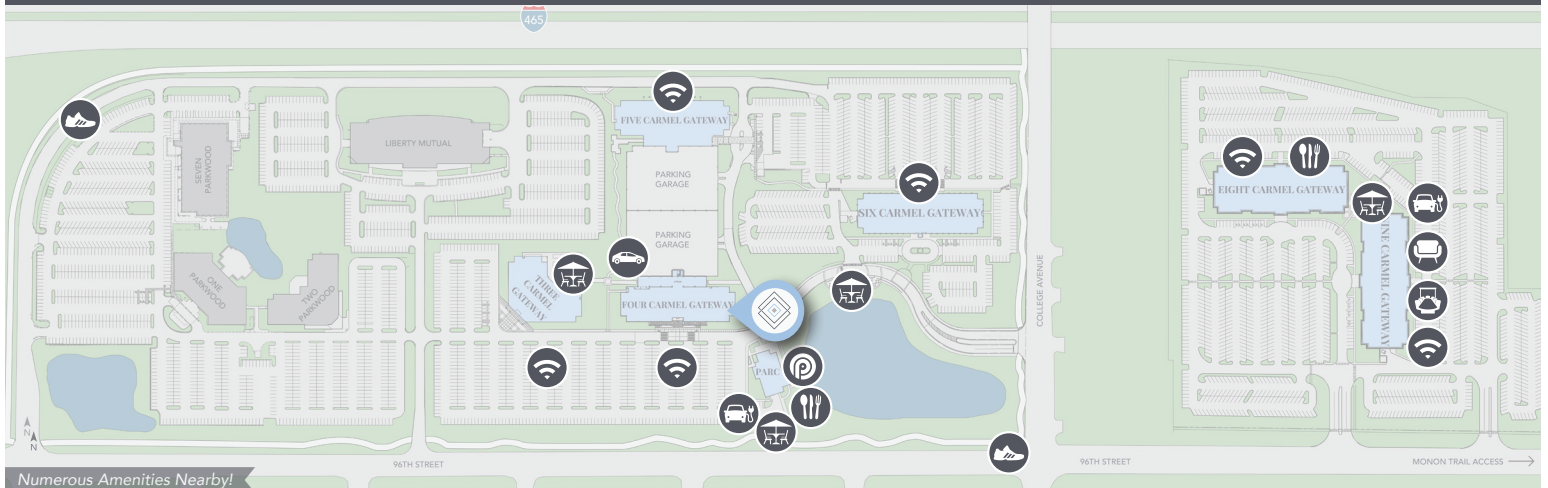 465
FIVE CARMEL GATEWAY
LIBERTY MUTUAL
SEVEN
PARKWOOD
PARKING
GARAGE
EIGHT CARMEL GATEWAY
SIX CARMEL GATEWAY
PARKING
GARAGE
NINE CARMEL GATEWAY
ONE
PARKWOOD
TWO
PARKWOOD
THREE
CARMEL
GATEWAY
FOUR CARMEL GATEWAY
COLLEGE AVENUE
PARC
P
N
N
96TH STREET
96TH STREET
MONON TRAIL ACCESS
Numerous Amenities Nearby!